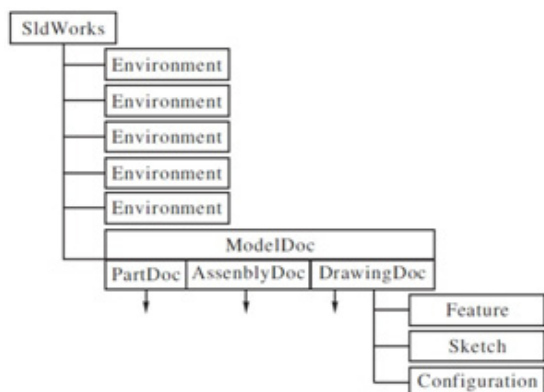 SldWorks
Environment
Environment
Environment
Environment
Environment
ModelDoc
PartDoc AssenblyDoc DrawingDoc
Feature
Sketch
Configuration